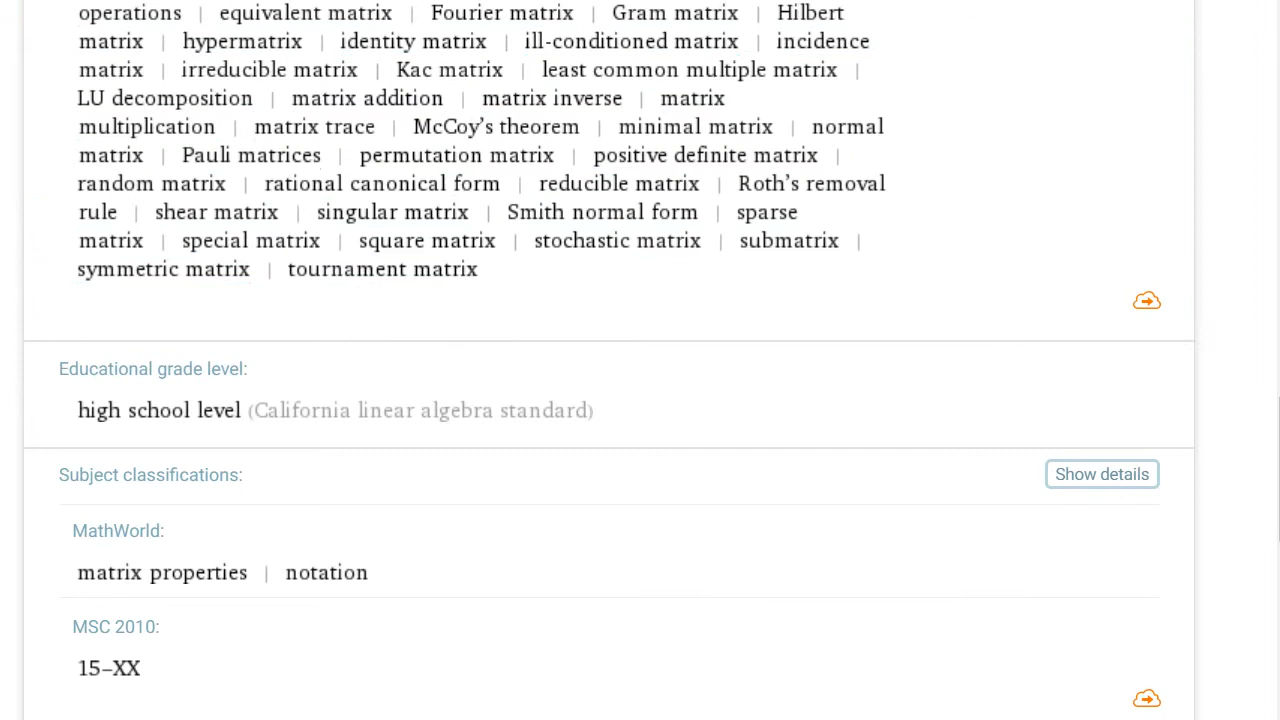 operations | equivalent matrix | Fourier matrix | Gram matrix | Hilbert
matrix | hypermatrix | identity matrix | ill-conditioned matrix | incidence
matrix | irreducible matrix | Kac matrix | least common multiple matrix |
LU decomposition | matrix addition | matrix inverse | matrix
multiplication | matrix trace | McCoy's theorem | minimal matrix | normal
matrix | Pauli matrices | permutation matrix | positive definite matrix |
random matrix | rational canonical form | reducible matrix | Roth's removal
rule | shear matrix | singular matrix | Smith normal form | sparse
matrix | special matrix | square matrix | stochastic matrix | submatrix |
symmetric matrix | tournament matrix
Educational grade level:
high school level (California linear algebra standard)
Subject classifications: Show details
MathWorld:
matrix properties | notation
MSC 2010:
15–XX